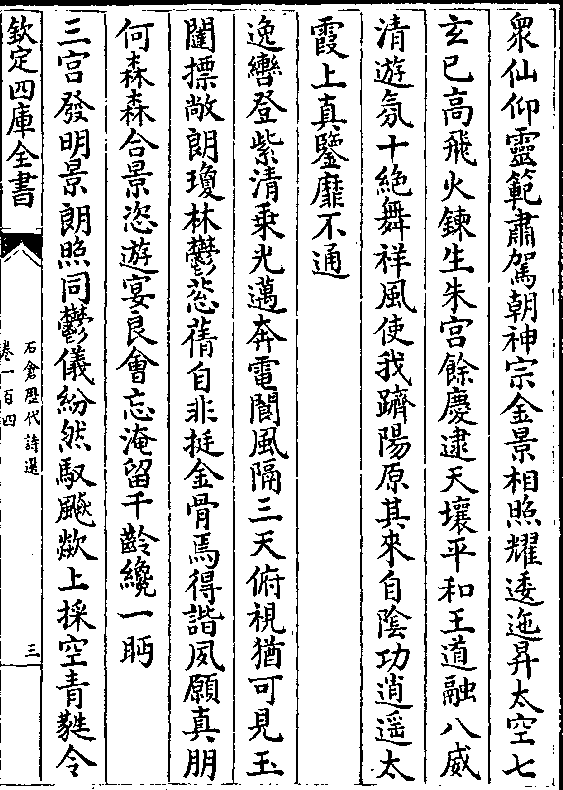 衆仙仰靈範肅駕朝神宗金景相照耀逶迤昇太空七
玄已高飛火鍊生朱宮餘慶逮天壤平和王道融八威
清遊氛十絶舞祥風使我躋陽原其來自陰功逍遥太
霞上真鑒靡不通
逸轡登紫清乗光邁奔電閬風隔三天俯視猶可見玉
闥摽敞朗瓊林鬱蔥蒨自非挺金骨焉得諧夙願真朋
何森森合景恣遊宴良會忘淹留千齡纔一眄
三宫發明景朗照同鬱儀紛然馭飈歘上採空青蕤令
欽定四庫全書
石倉歷代詩選
卷一百四
三